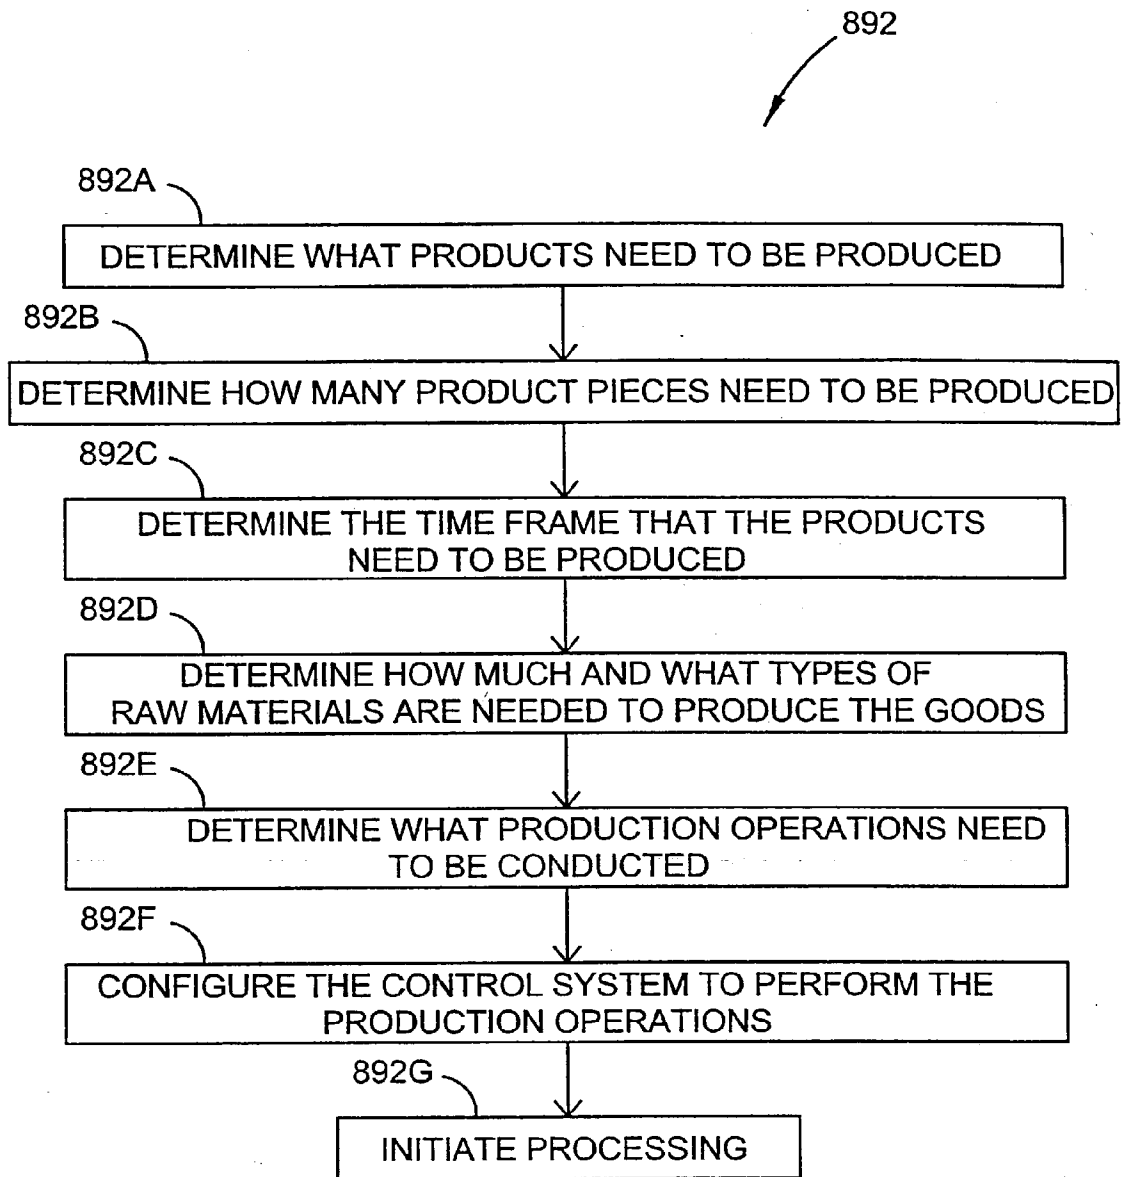 892
892A
DETERMINE WHAT PRODUCTS NEED TO BE PRODUCED
892B
DETERMINE HOW MANY PRODUCT PIECES NEED TO BE PRODUCED
892C
DETERMINE THE TIME FRAME THAT THE PRODUCTS
NEED TO BE PRODUCED
892D
DETERMINE HOW MUCH AND WHAT TYPES OF
RAW MATERIALS ARE NEEDED TO PRODUCE THE GOODS
892E
DETERMINE WHAT PRODUCTION OPERATIONS NEED
TO BE CONDUCTED
892F
CONFIGURE THE CONTROL SYSTEM TO PERFORM THE
PRODUCTION OPERATIONS
892G
INITIATE PROCESSING